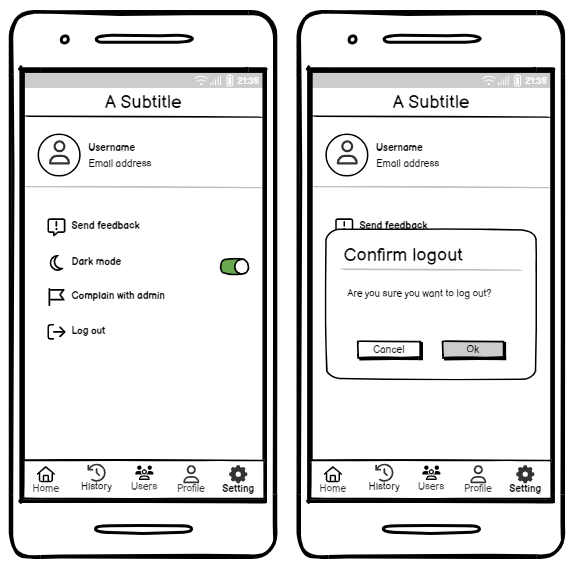 21:38
A Subtitle
Username
Email address
Send feedback
Dark mode
Complain with admin
Log out
Home History Users Profile Setting
21:38
A Subtitle
Username
Email address
Send feedback
Confirm logout
Are you sure you want to log out?
Cancel Ok
Home History Users Profile Setting